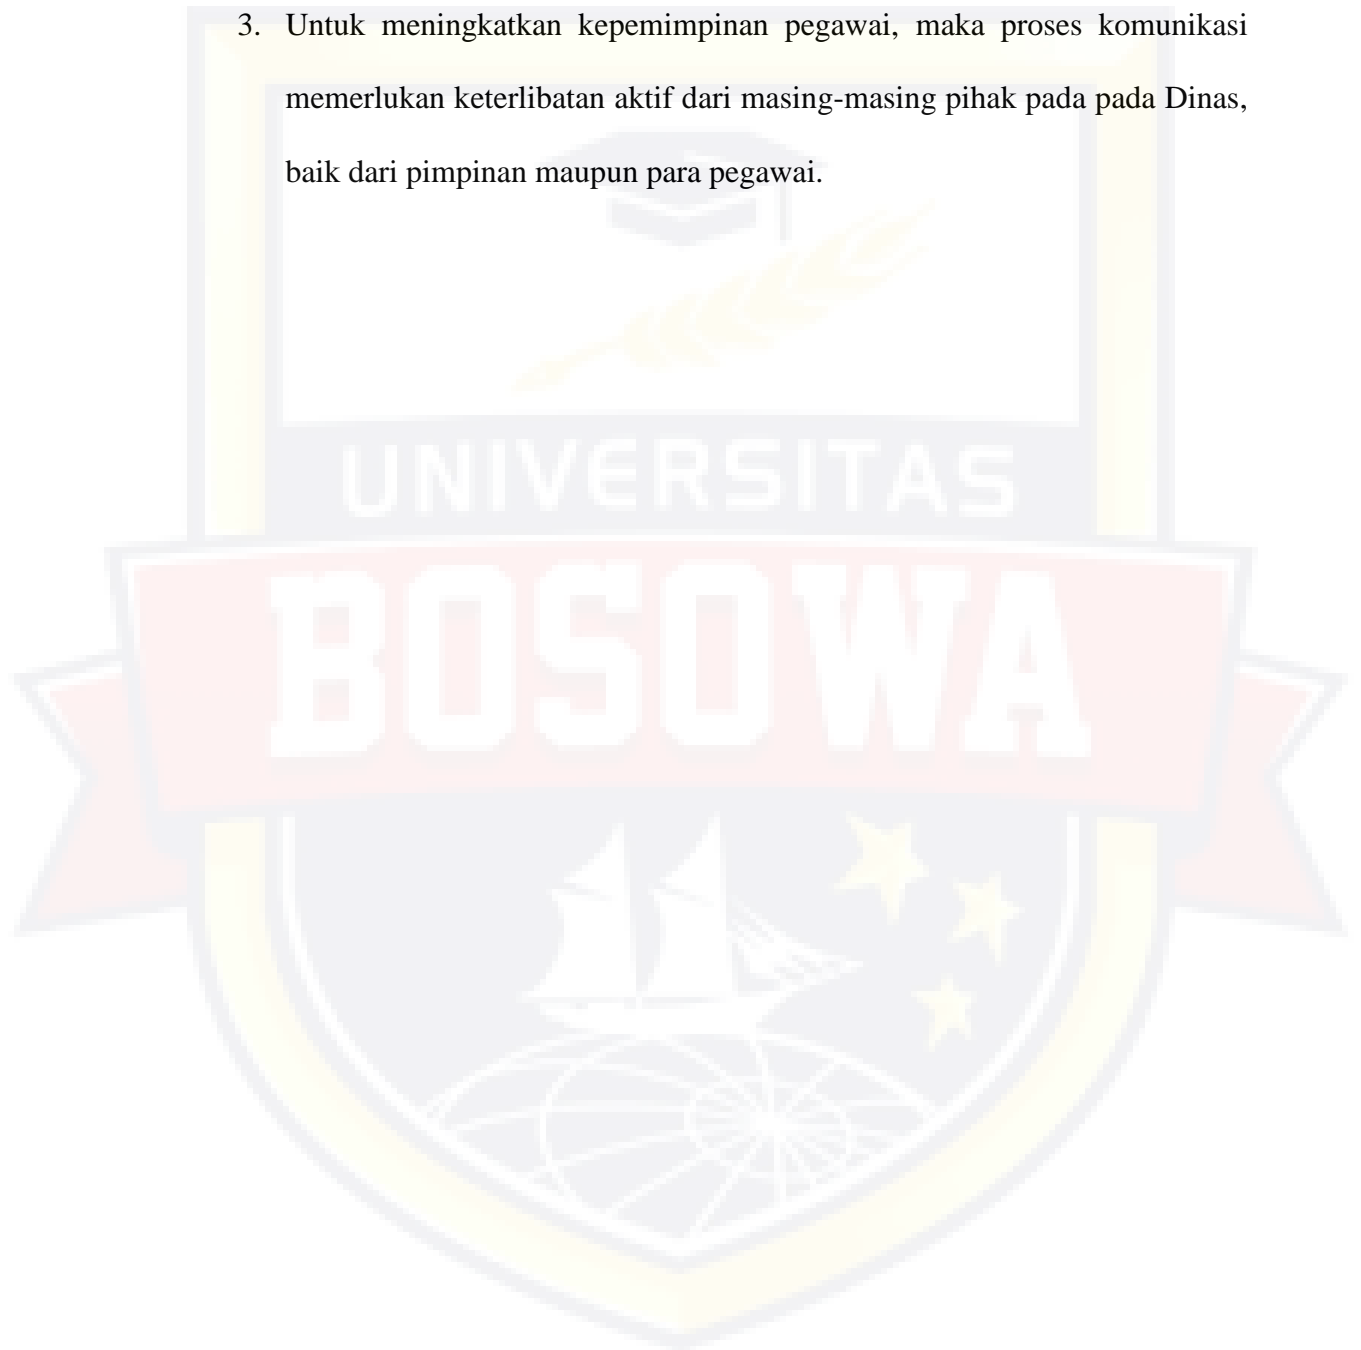 3. Untuk meningkatkan kepemimpinan pegawai, maka proses komunikasi
memerlukan keterlibatan aktif dari masing-masing pihak pada pada Dinas,
baik dari pimpinan maupun para pegawai.
UNIVERSITAS
BOSOWA